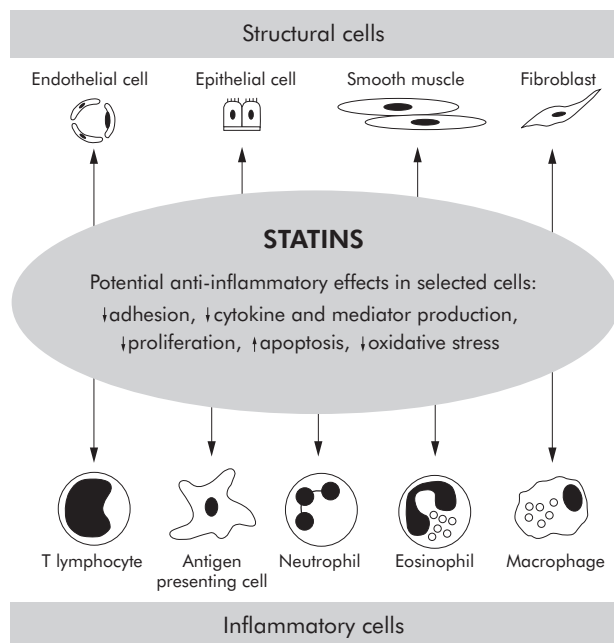 Structural cells
Endothelial cell Epithelial cell Smooth muscle Fibroblast
STATINS
Potential anti-inflammatory effects in selected cells:
↓adhesion, ↓cytokine and mediator production,
↓proliferation, ↑apoptosis, ↓oxidative stress
T lymphocyte Antigen Neutrophil Eosinophil Macrophage
presenting cell
Inflammatory cells